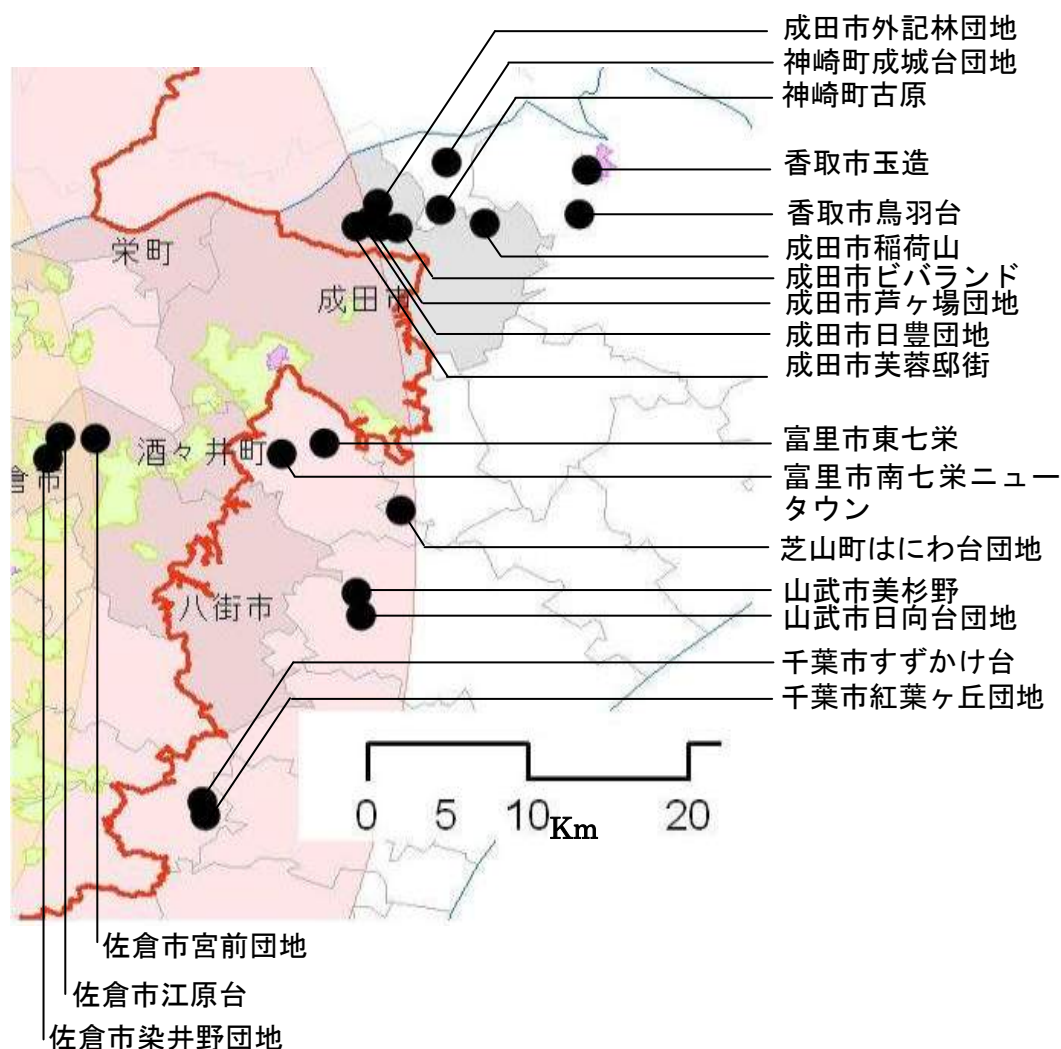 成田市外記林団地
神崎町成城台団地
神崎町古原
香取市玉造
香取市鳥羽台
成田市稲荷山
成田市ビバランド
成田市芦ヶ場団地
成田市日豊団地
成田市芙蓉邸街
栄町
成田市
酒々井町
倉市
富里市東七栄
富里市南七栄ニュー
タウン
芝山町はにわ台団地
八街市
山武市美杉野
山武市日向台団地
千葉市すずかけ台
千葉市紅葉ヶ丘団地
0 5 10 Km 20
佐倉市宮前団地
佐倉市江原台
佐倉市染井野団地